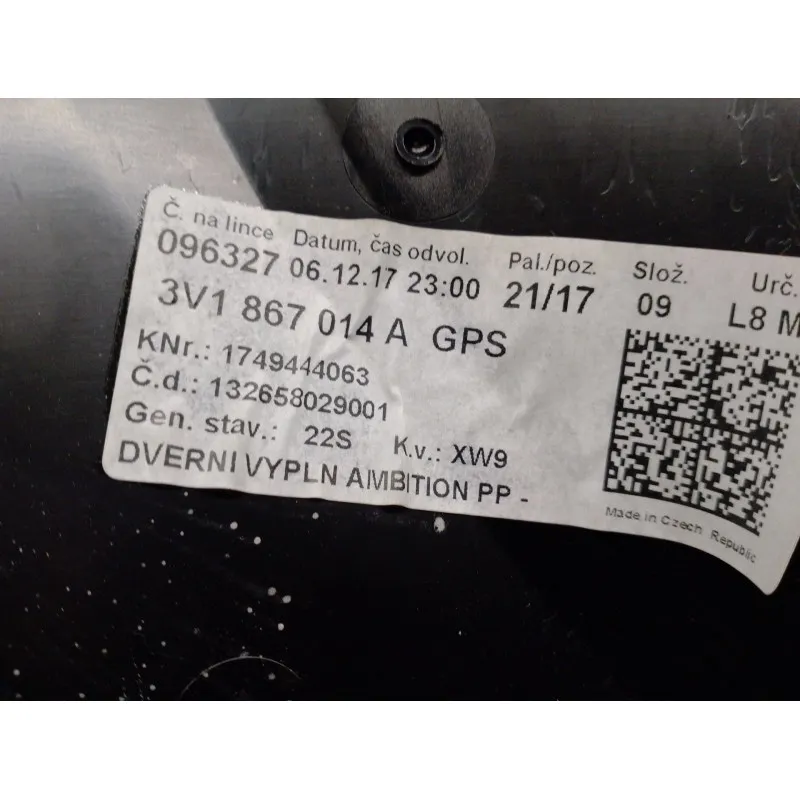 Č. na lince Datum, čas odvol. Pal./poz. Slož. Urč.
096327 06.12.17 23:00 21/17 09 L8 M
3V1 867 014 A GPS
KNr.: 1749444063
Č.d.: 132658029001
Gen. stav.: 22S K.v.: XW9
DVERNI VYPLN AMBITION PP -
Made in Czech Republic